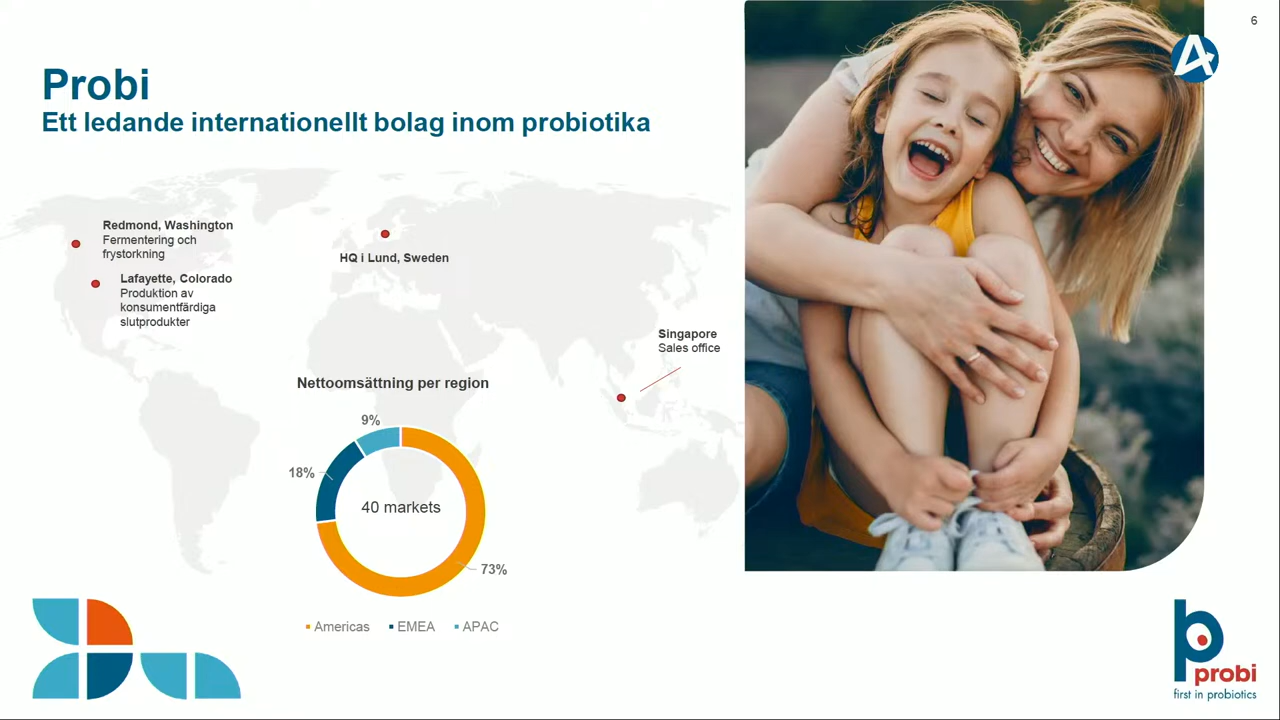 6
Probi
Ett ledande internationellt bolag inom probiotika
Redmond, Washington
Fermentering och
frystorkning
Lafayette, Colorado
Produktion av
konsumentfärdiga
slutprodukter
HQ i Lund, Sweden
Singapore
Sales office
Nettoomsättning per region
9%
18%
40 markets
73%
Americas EMEA APAC
probi
first in probiotics